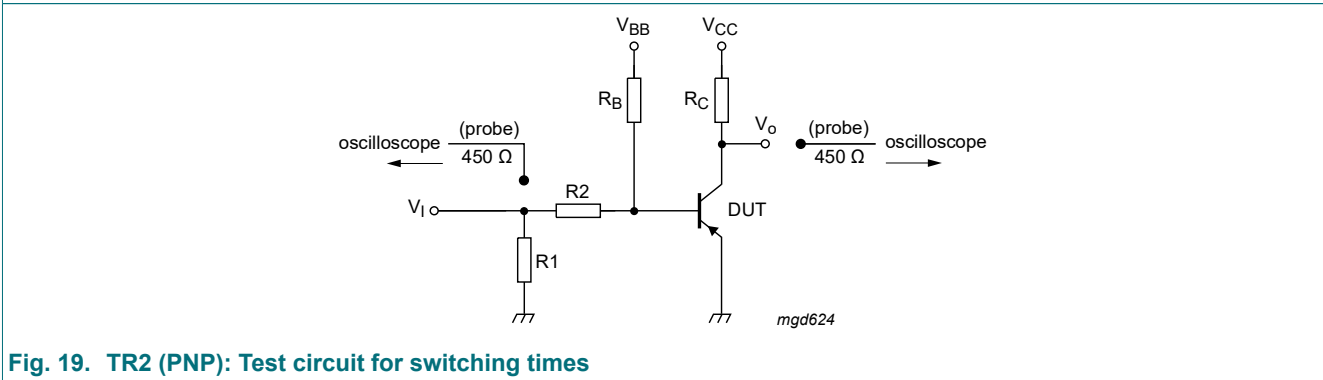 VBB
VCC
RB
RC
Vo
(probe)
450 Ω
oscilloscope
(probe)
450 Ω
oscilloscope
R2
VI
DUT
R1
mgd624
Fig. 19. TR2 (PNP): Test circuit for switching times